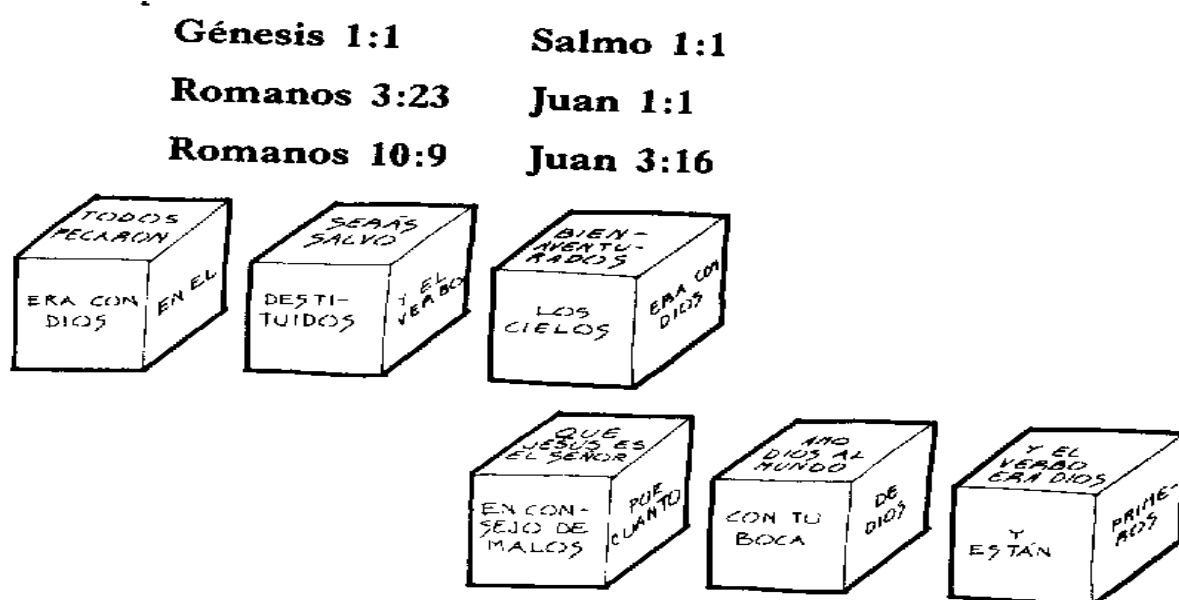 Génesis 1:1
Salmo 1:1
Romanos 3:23
Juan 1:1
Romanos 10:9
Juan 3:16
TODOS
PECARON
ERA CON
DIOS
EN EL
SERÁS
SALVO
DESTI-
TUIDOS
Y EL
VERBO
BIEN-
AVENTU-
RADOS
LOS
CIELOS
ERA CON
DIOS
QUE
JESUS ES
EL SEÑOR
EN CON-
SEJO DE
MALOS
POR
CUANTO
AMO
DIOS AL
MUNDO
CON TU
BOCA
DE
DIOS
Y EL
VERBO
ERA DIOS
Y
ESTÁN
PRIME-
ROS